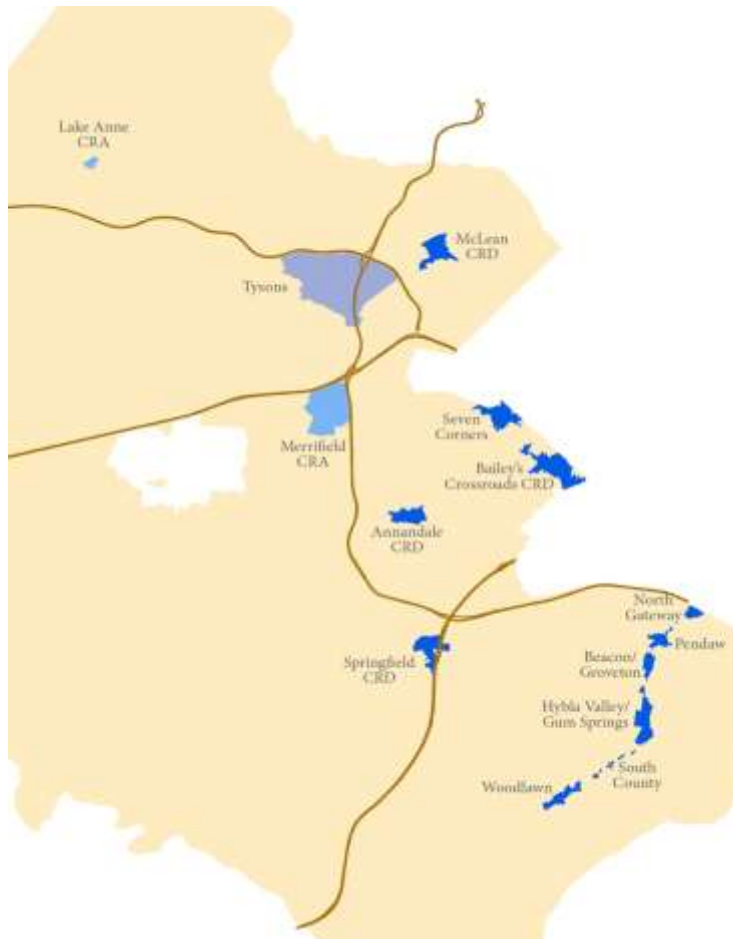 Lake Anne
CRA
McLean
CRD
Tysons
Seven
Corners
Merrifield
CRA
Bailey's
Crossroads CRD
Annandale
CRD
North
Gateway
Pendaw
Beacon/
Groveton
Springfield
CRD
Hybla Valley/
Gum Springs
South
County
Woodlawn